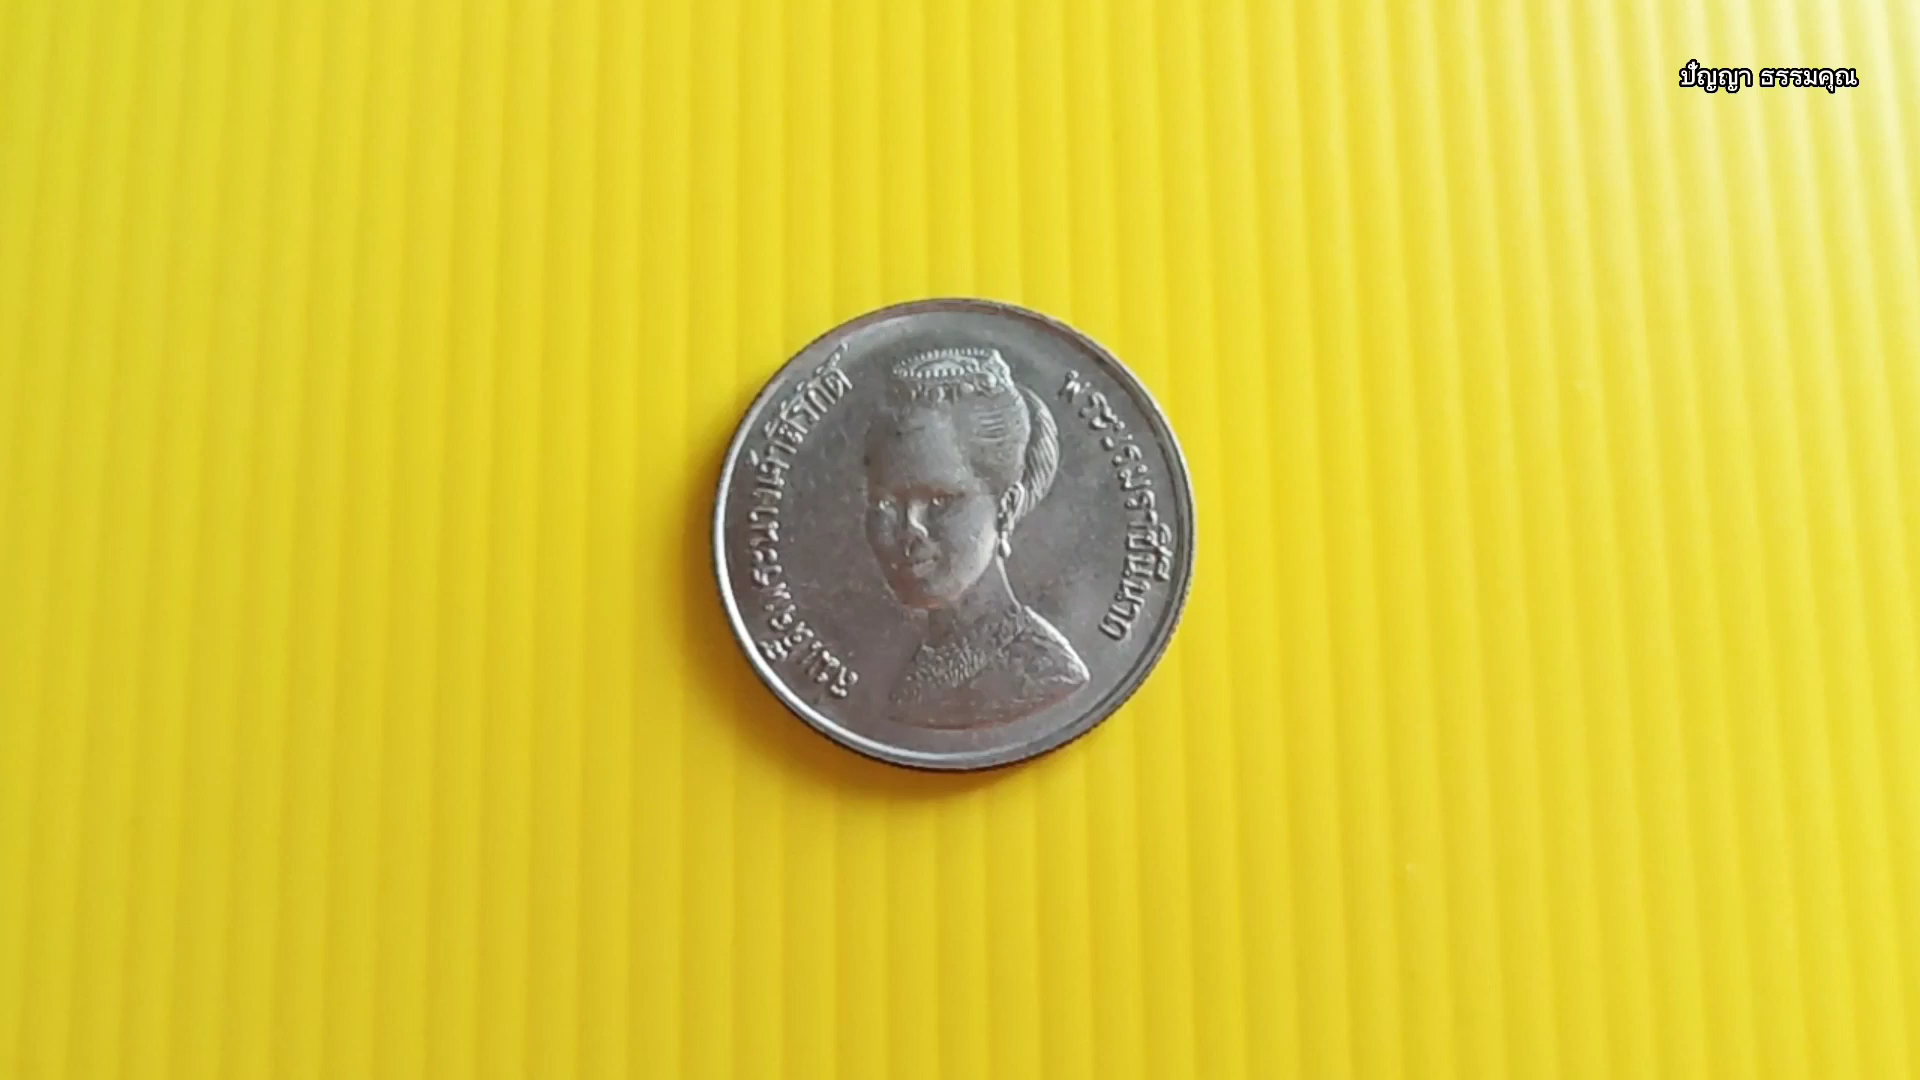 ปัญญา ธรรมคุณ
สมเด็จพระนางเจ้าสิริกิติ์
พระบรมราชินีนาถ